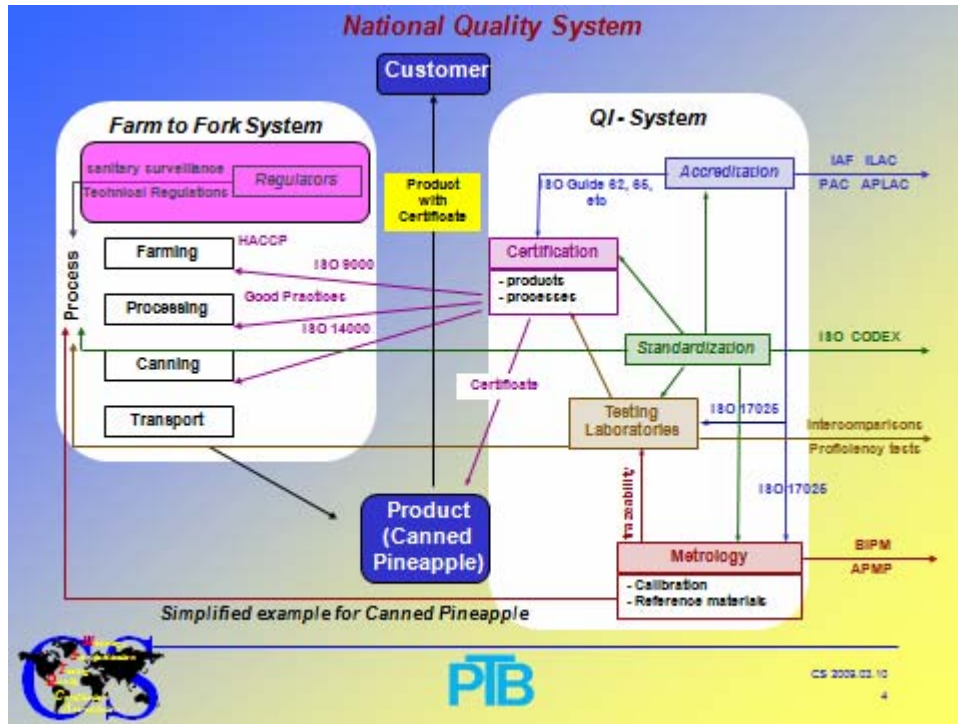 National Quality System
Customer
Farm to Fork System
QI - System
sanitary surveillance
Technical Regulations
Regulators
Product
with
Certificate
ISO Guide 62, 65,
etc
Accreditation
IAF ILAC
PAC APLAC
Process
Farming
HACCP
ISO 9000
Certification
- products
- processes
Processing
Good Practices
ISO 14000
Canning
Standardization
ISO CODEX
Certificate
Transport
Testing
Laboratories
ISO 17025
Intercomparisons
Proficiency tests
ISO 17025
trazeability
Product
(Canned
Pineapple)
Metrology
- Calibration
- Reference materials
BIPM
APMP
Simplified example for Canned Pineapple
CS
PTB
CS 2009.02.10
4